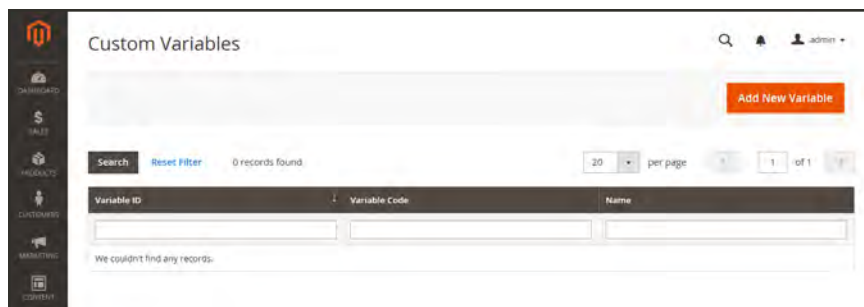 Custom Variables
admin
Add New Variable
Search
Reset Filter
0 records found
20
per page
1
of 1
Variable ID
Variable Code
Name
We couldn't find any records.
DASHBOARD
SALES
PRODUCTS
CUSTOMERS
MARKETING
CONTENT